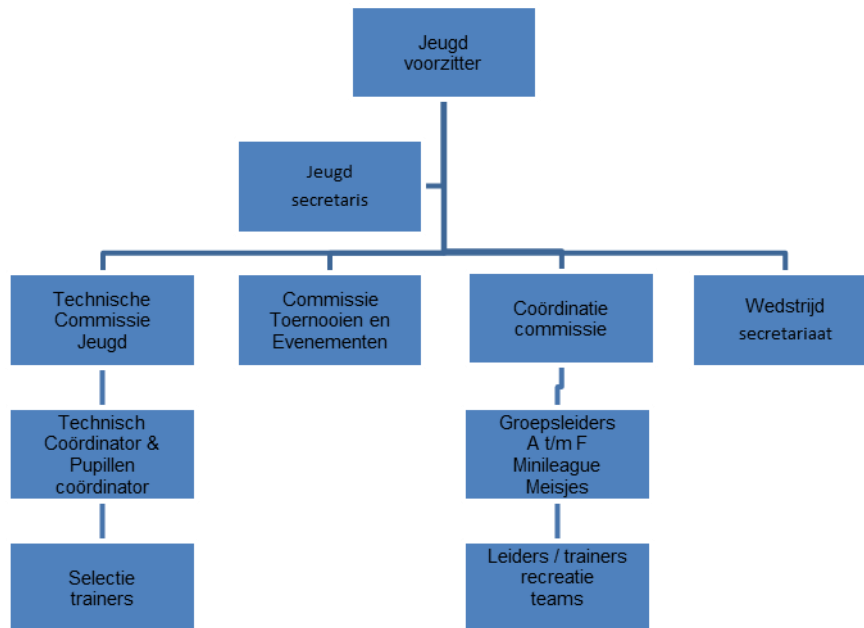 Jeugd
voorzitter
Jeugd
secretaris
Technische
Commissie
Jeugd
Commissie
Toernooien en
Evenementen
Coördinatie
commissie
Wedstrijd
secretariaat
Technisch
Coördinator &
Pupillen
coördinator
Groepsleiders
A t/m F
Minileague
Meisjes
Selectie
trainers
Leiders / trainers
recreatie
teams